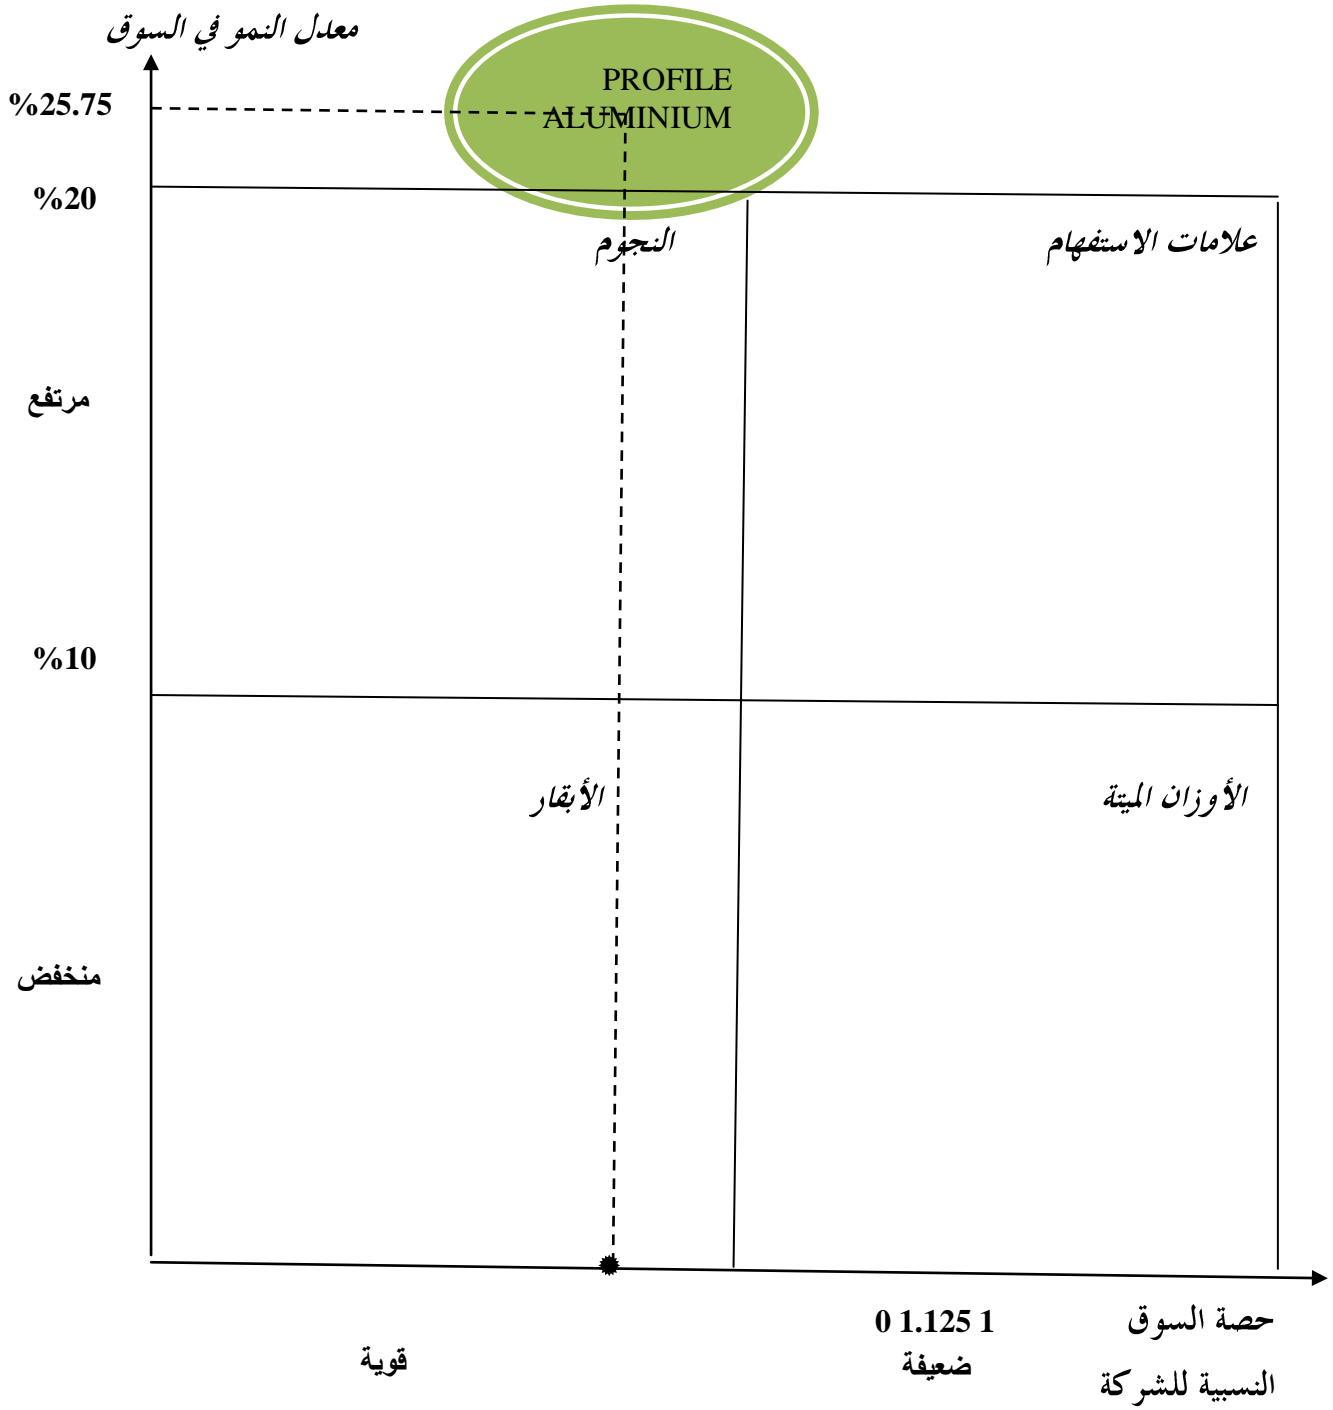 معدل النمو في السوق
PROFILE
ALUMINIUM
%25.75
%20
النجوم
علامات الاستفهام
مرتفع
%10
الأبقار
الأوزان الميتة
منخفض
0 1.125 1
حصة السوق
قوية
ضعيفة
النسبية للشركة